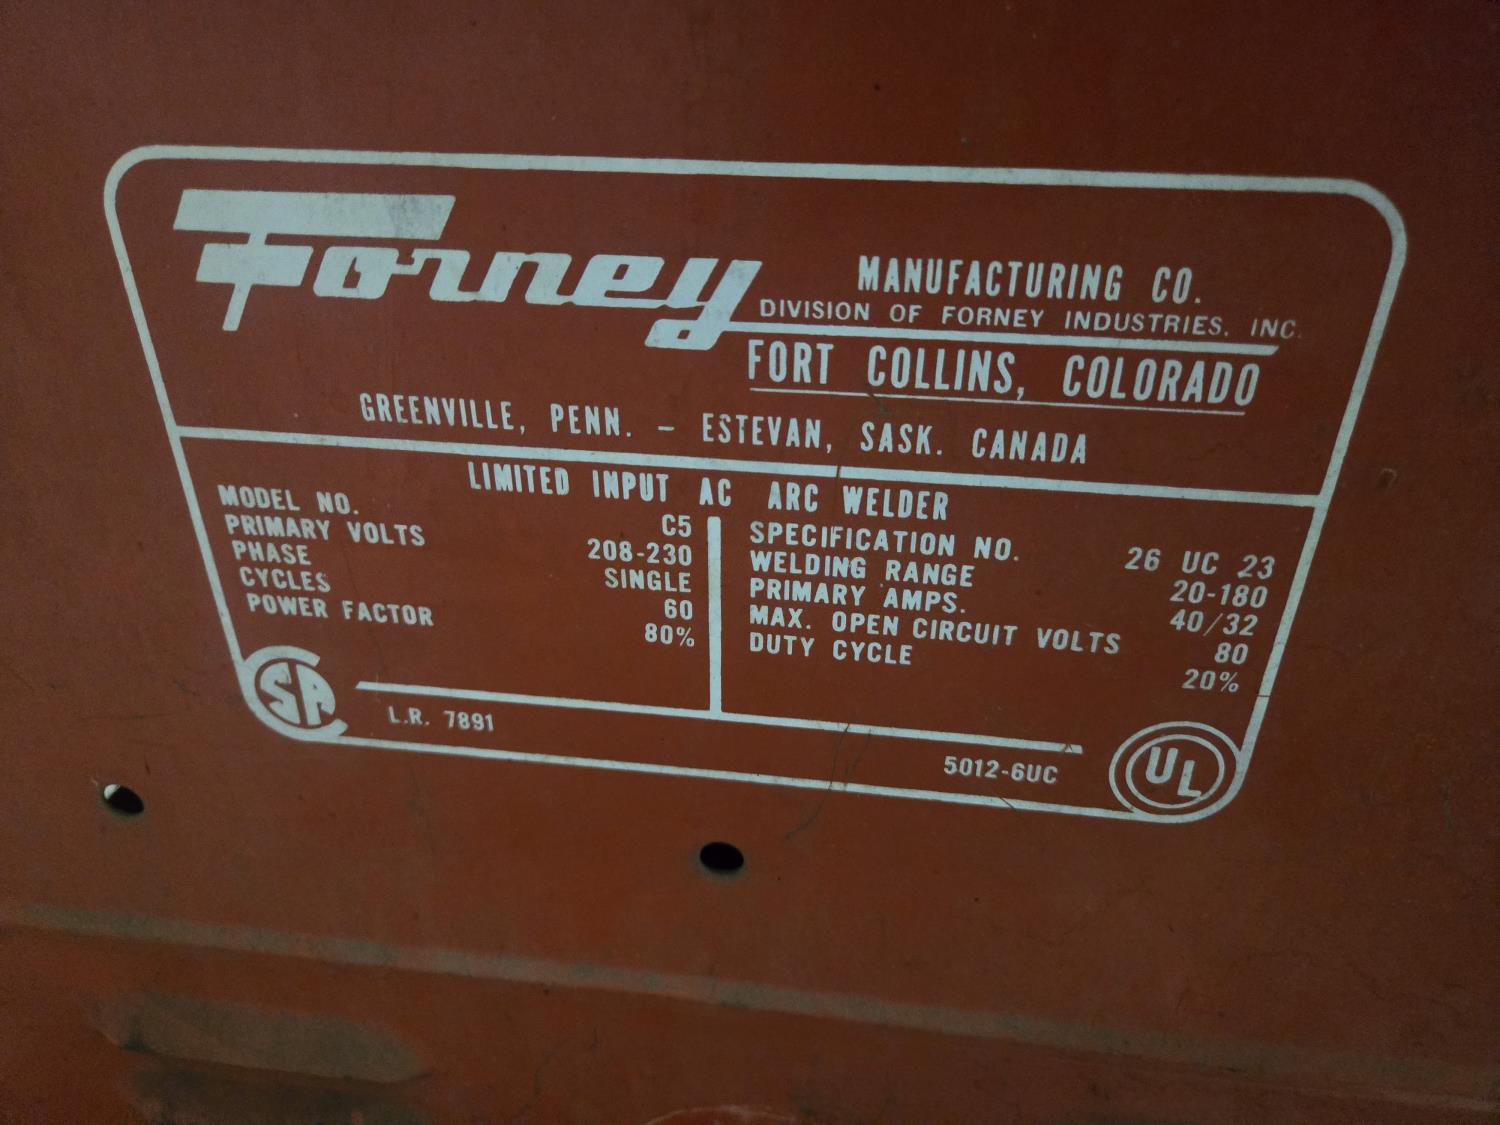 Forney
MANUFACTURING CO.
DIVISION OF FORNEY INDUSTRIES, INC.
FORT COLLINS, COLORADO
GREENVILLE, PENN. - ESTEVAN, SASK. CANADA
LIMITED INPUT AC ARC WELDER
MODEL NO. C5
PRIMARY VOLTS 208-230
PHASE SINGLE
CYCLES 60
POWER FACTOR 80%
SPECIFICATION NO. 26 UC 23
WELDING RANGE 20-180
PRIMARY AMPS. 40/32
MAX. OPEN CIRCUIT VOLTS 80
DUTY CYCLE 20%
CSA
L.R. 7891
5012-6UC
UL